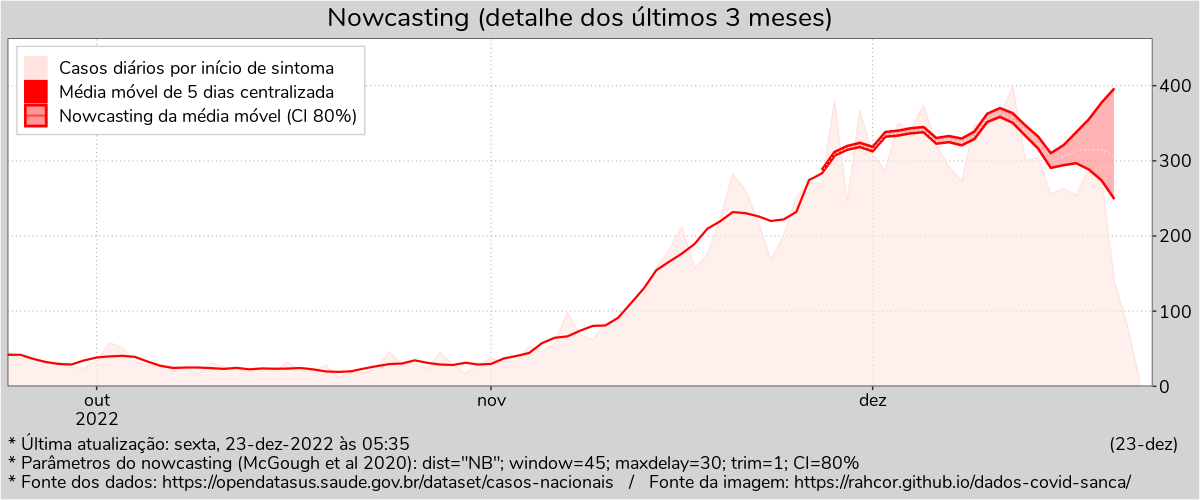 Nowcasting (detalhe dos últimos 3 meses)
Casos diários por início de sintoma
Média móvel de 5 dias centralizada
Nowcasting da média móvel (CI 80%)
400
300
200
100
0
out nov dez
2022
* Última atualização: sexta, 23-dez-2022 às 05:35 (23-dez)
* Parâmetros do nowcasting (McGough et al 2020): dist="NB"; window=45; maxdelay=30; trim=1; CI=80%
* Fonte dos dados: https://opendatasus.saude.gov.br/dataset/casos-nacionais / Fonte da imagem: https://rahcor.github.io/dados-covid-sanca/